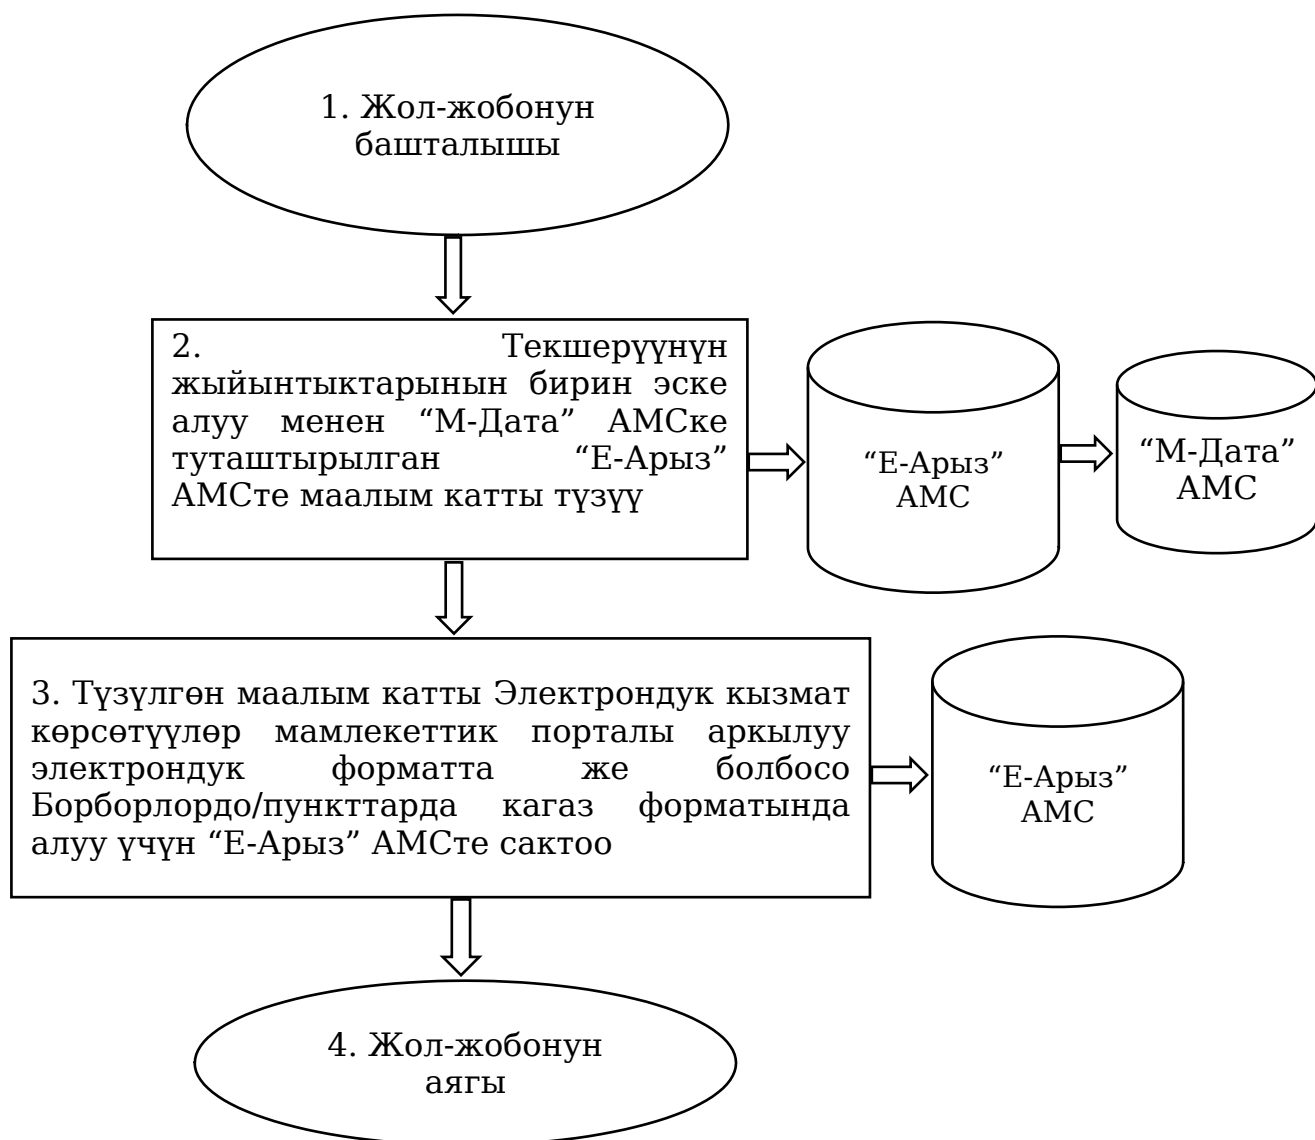 1. Жол-жобонун
башталышы
2. Текшерүүнүн
жыйынтыктарынын бирин эске
алуу менен “М-Дата” АМСке
туташтырылган “Е-Арыз”
АМСте маалым катты түзүү
“Е-Арыз”
АМС
“М-Дата”
АМС
3. Түзүлгөн маалым катты Электрондук кызмат
көрсөтүүлөр мамлекеттик порталы аркылуу
электрондук форматта же болбосо
Борборлордо/пункттарда кагаз форматында
алуу үчүн “Е-Арыз” АМСте сактоо
“Е-Арыз”
АМС
4. Жол-жобонун
аягы